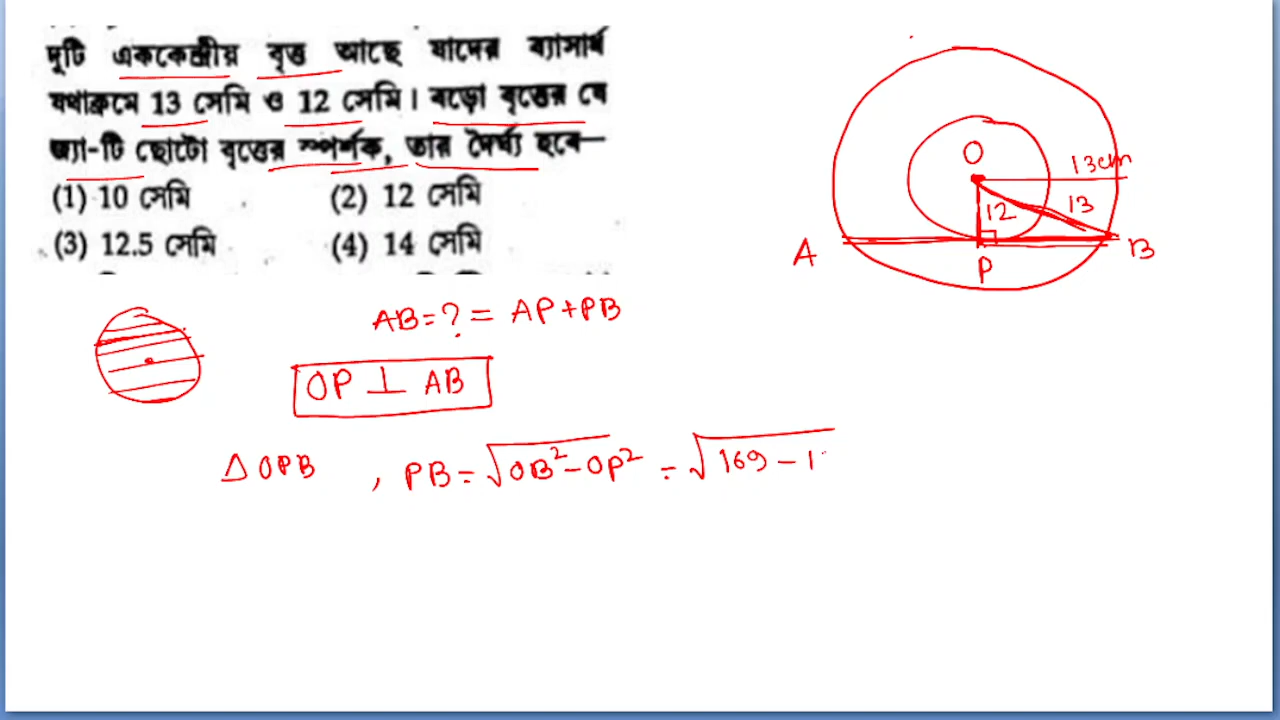 দুটি এককেন্দ্রীয় বৃত্ত আছে যাদের ব্যাসার্ধ
যথাক্রমে 13 সেমি ও 12 সেমি। বড়ো বৃত্তের যে
জ্যা-টি ছোটো বৃত্তের স্পর্শক, তার দৈর্ঘ্য হবে—
(1) 10 সেমি (2) 12 সেমি
(3) 12.5 সেমি (4) 14 সেমি
O
13cm
12 13
A P B
AB=? = AP+PB
OP ⊥ AB
△ OPB , PB = √OB²-OP² = √169-1